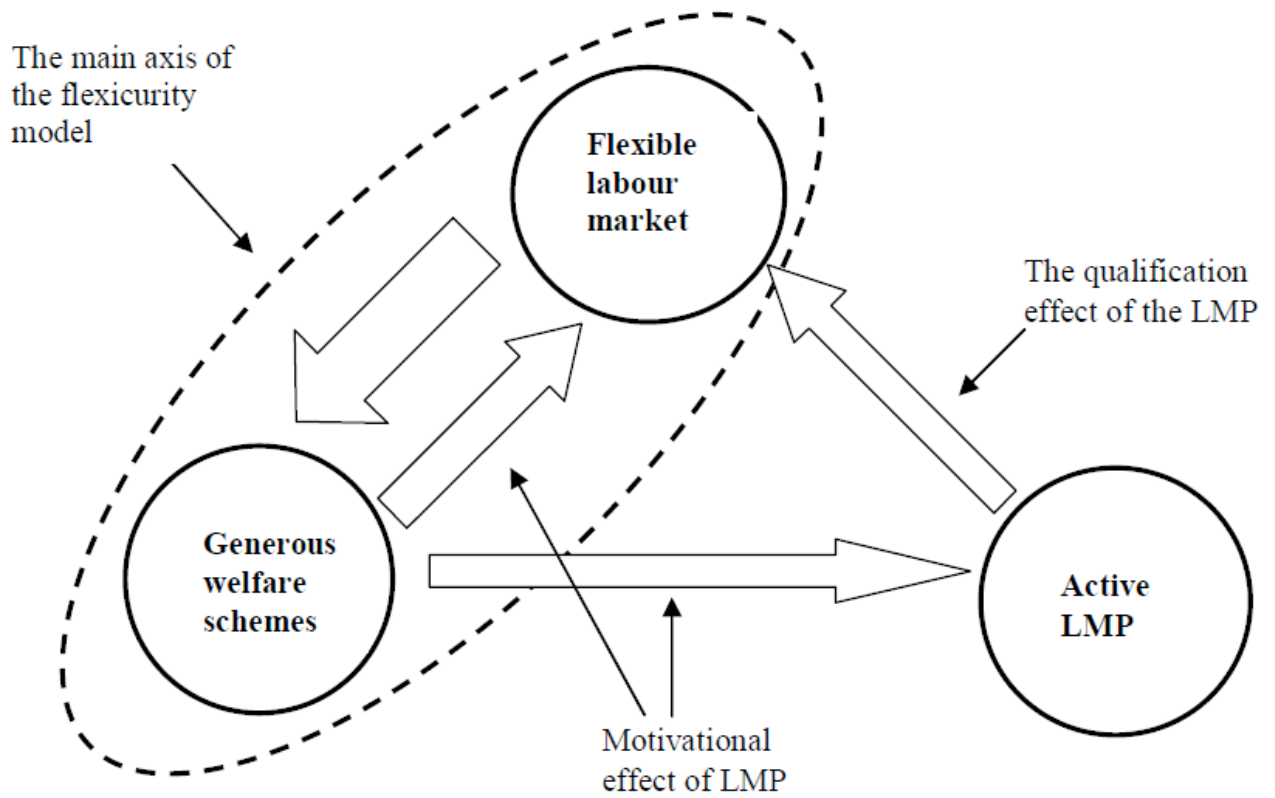 The main axis of
the flexicurity
model
Flexible
labour
market
The qualification
effect of the LMP
Generous
welfare
schemes
Active
LMP
Motivational
effect of LMP